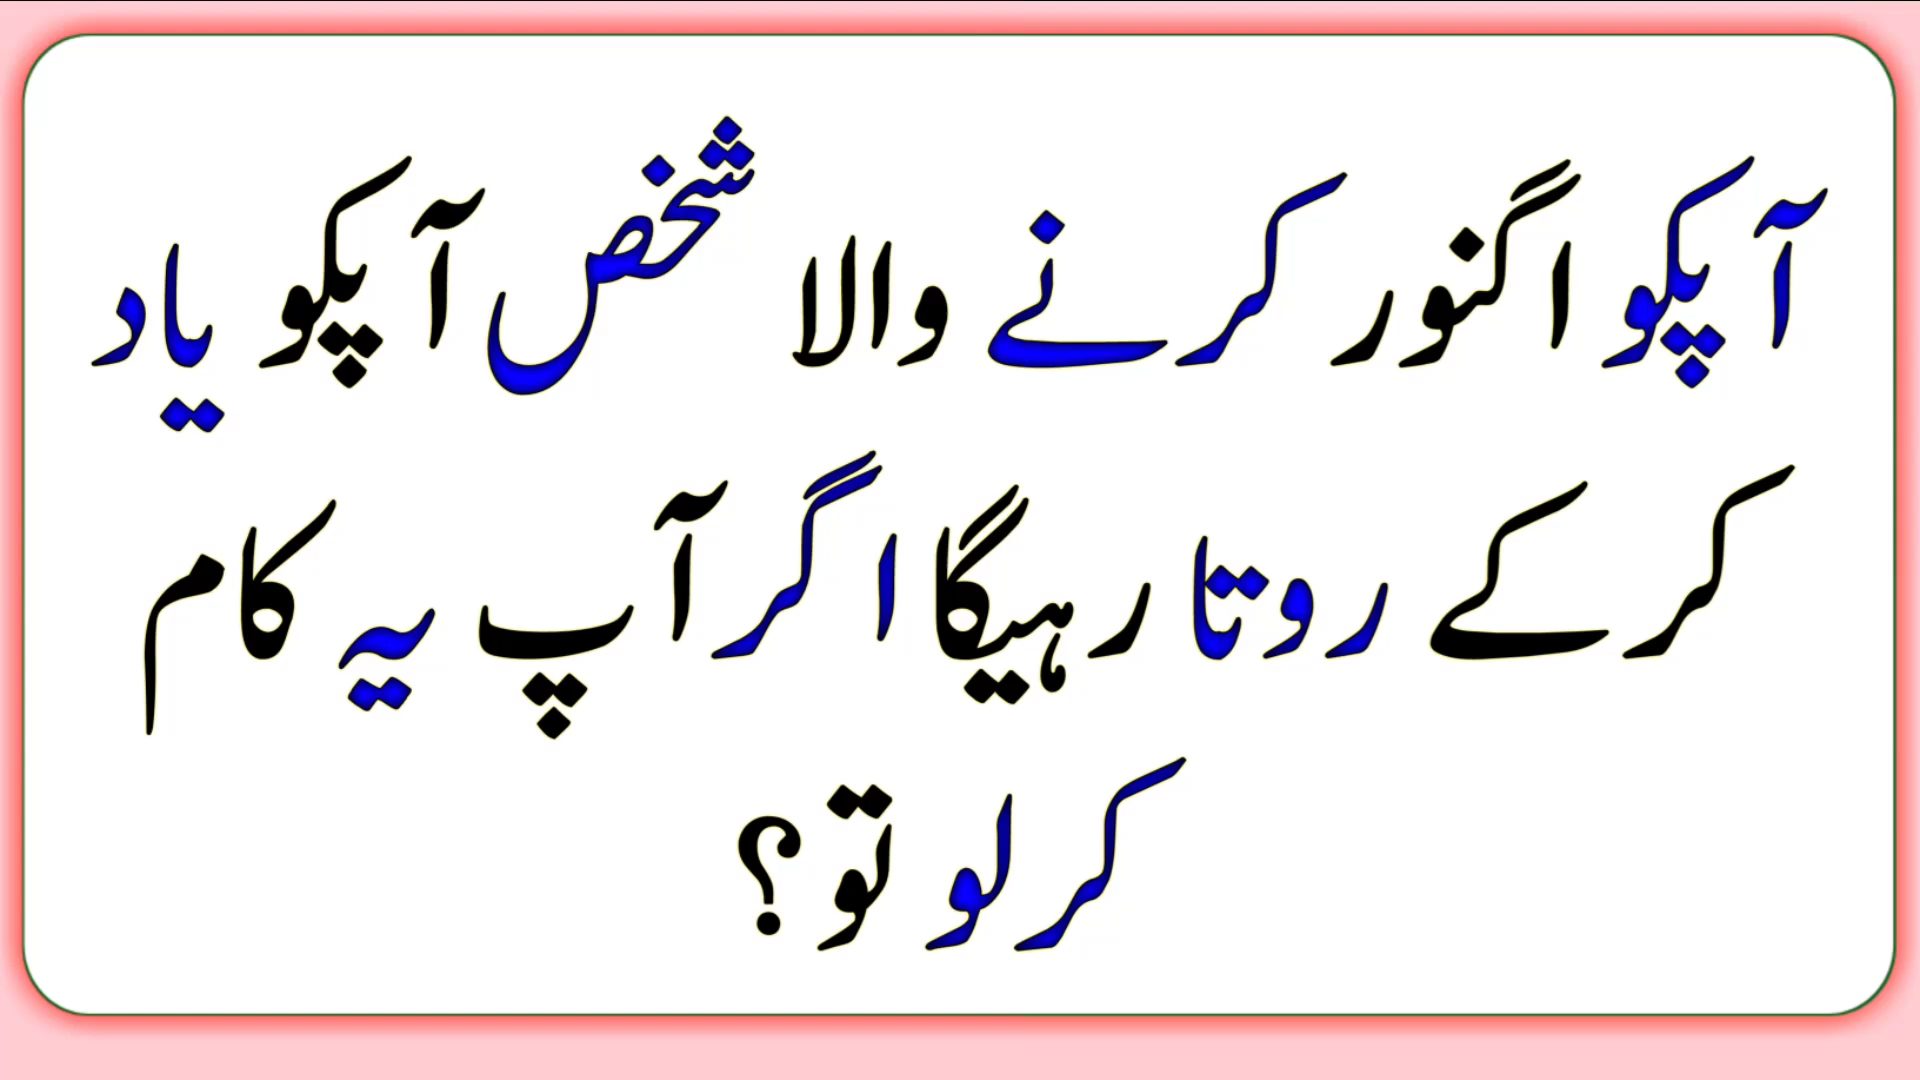 آپکو اگنور کرنے والا شخص آپکو یاد
کرکے روتا رہیگا اگر آپ یہ کام
کرلو تو؟